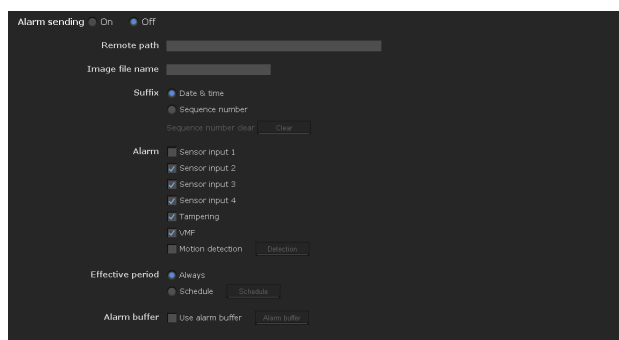 Alarm sending On Off
Remote path
Image file name
Suffix Date & time
Sequence number
Sequence number clear Clear
Alarm Sensor input 1
Sensor input 2
Sensor input 3
Sensor input 4
Tampering
VMF
Motion detection Detection
Effective period Always
Schedule Schedule
Alarm buffer Use alarm buffer Alarm buffer